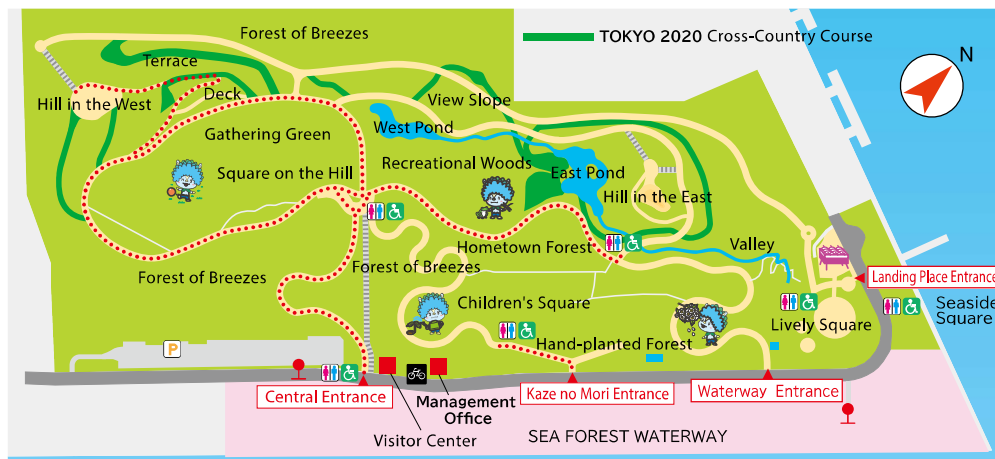 Forest of Breezes
TOKYO 2020 Cross-Country Course
N
Terrace
Hill in the West
Deck
View Slope
West Pond
Gathering Green
Recreational Woods
Square on the Hill
East Pond
Hill in the East
Hometown Forest
Valley
Forest of Breezes
Forest of Breezes
Landing Place Entrance
Children's Square
Seaside
Square
Lively Square
Hand-planted Forest
P
Central Entrance
Management
Office
Kaze no Mori Entrance
Waterway Entrance
Visitor Center
SEA FOREST WATERWAY